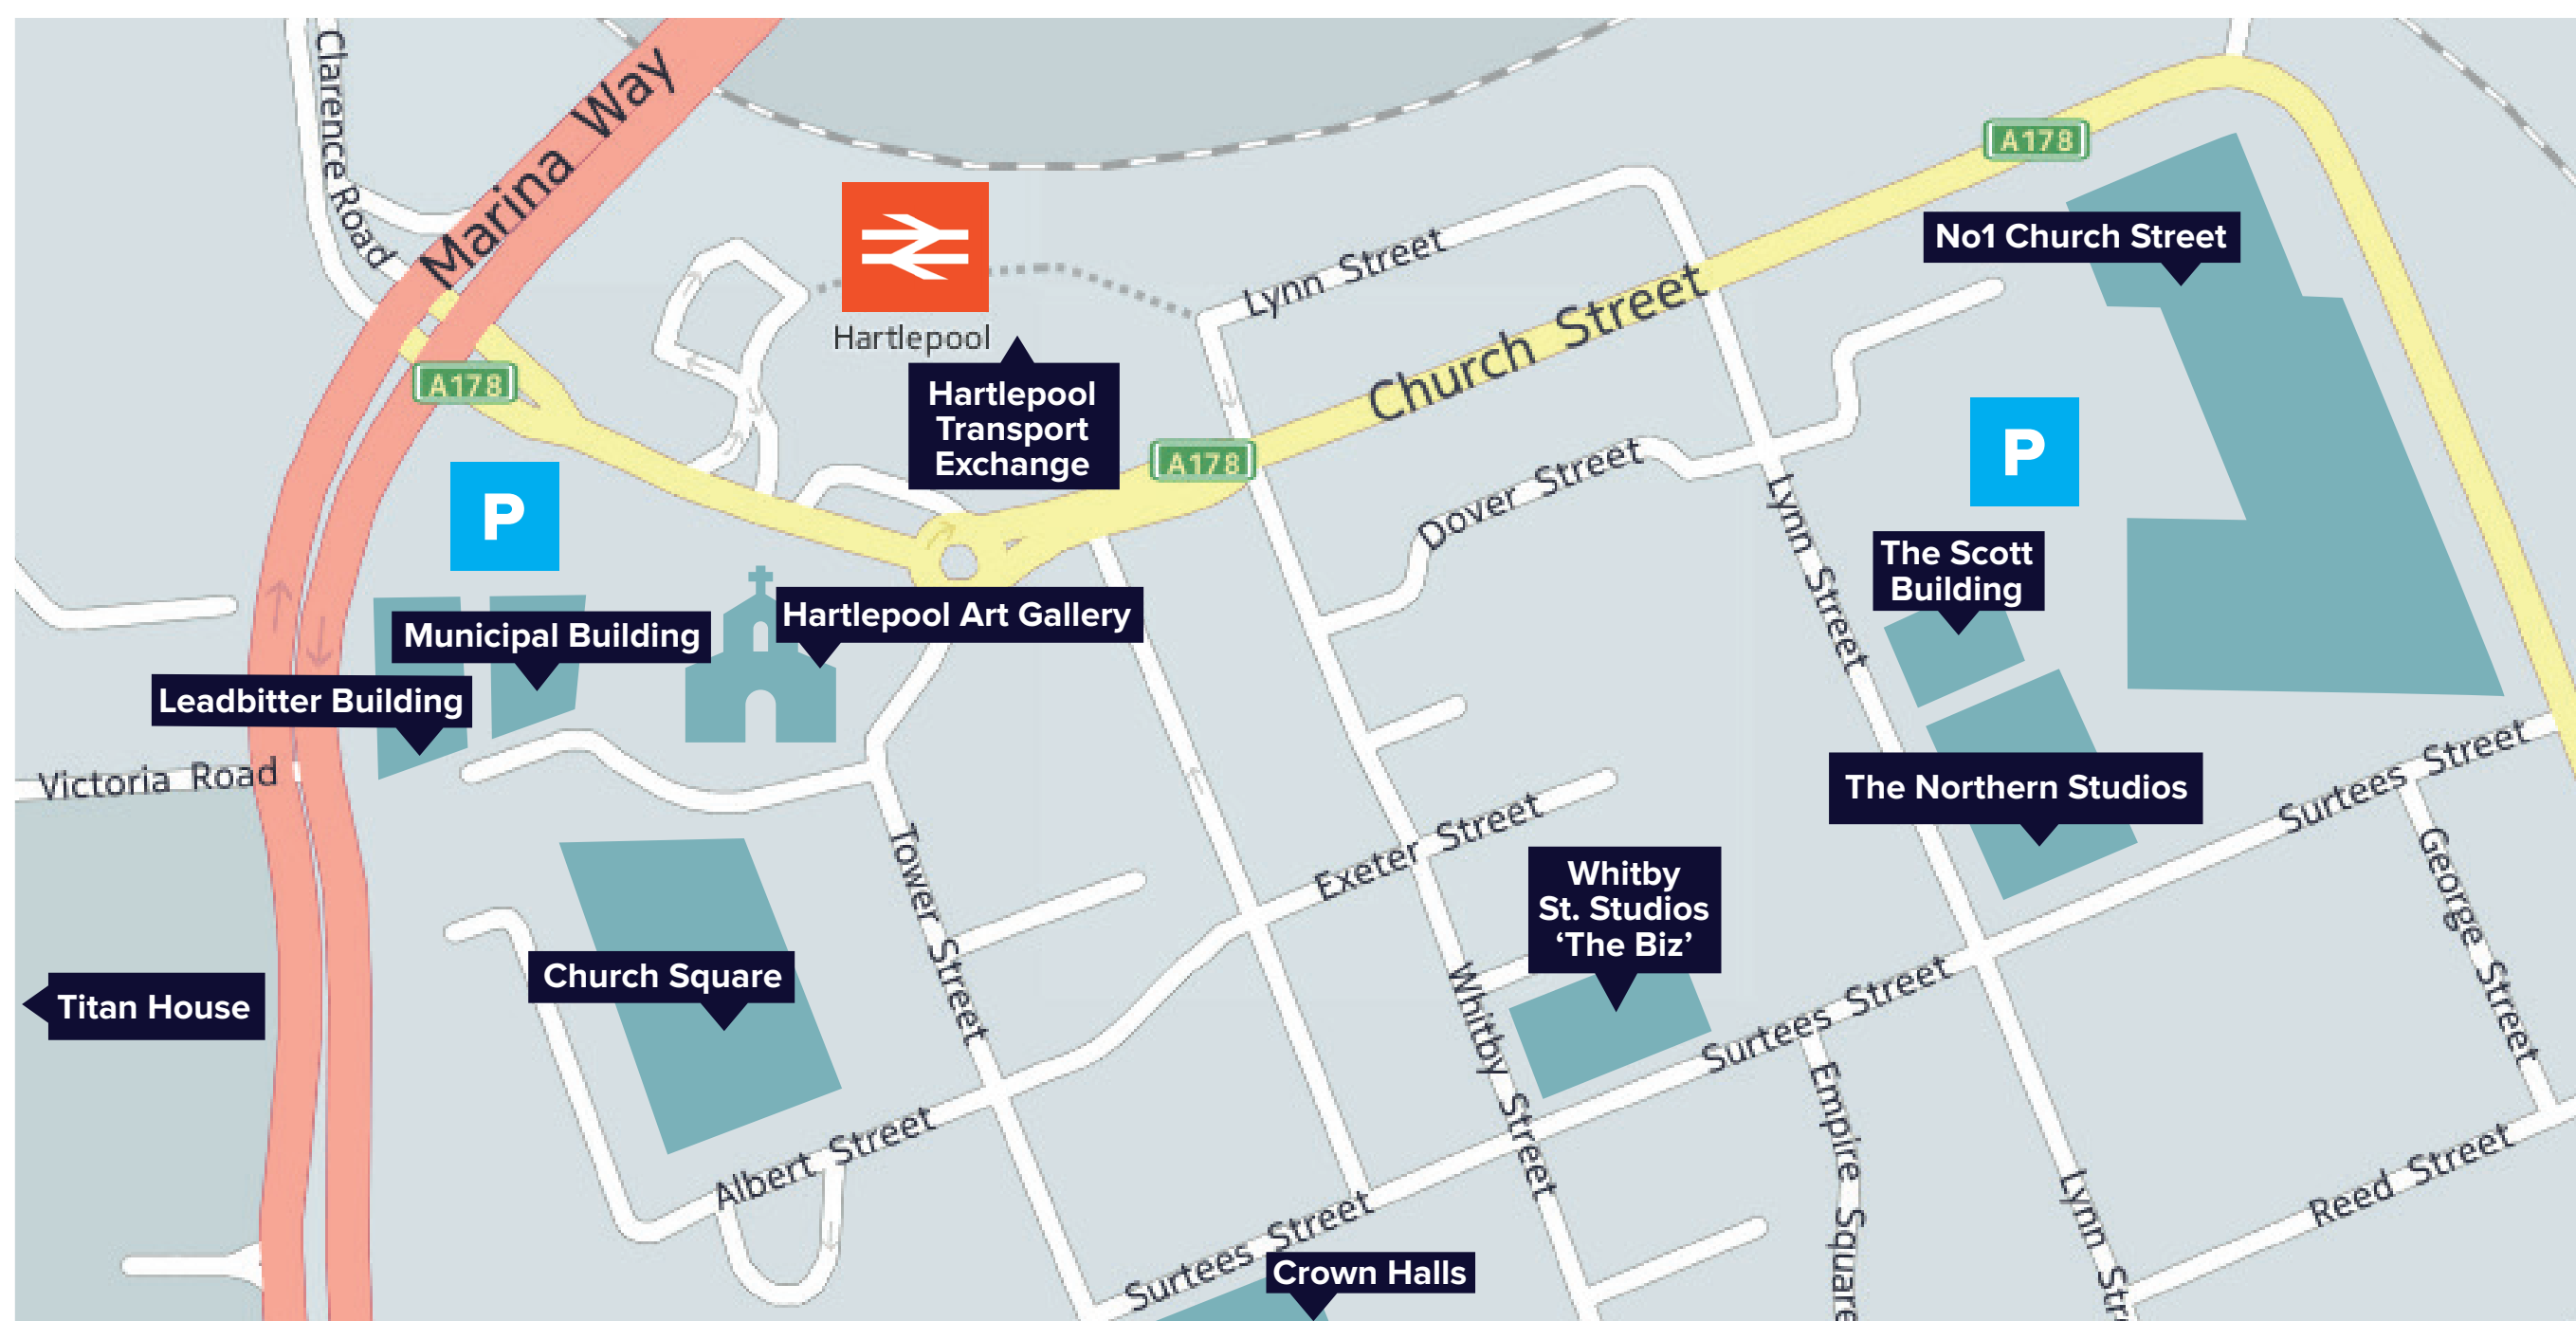 Clarence Road
Marina Way
A178
No1 Church Street
Lynn Street
Church Street
Hartlepool
A178
Hartlepool
Transport
Exchange
A178
P
P
Dover Street
Lynn Street
The Scott
Building
Hartlepool Art Gallery
Municipal Building
Leadbitter Building
Victoria Road
The Northern Studios
Surtees Street
Tower Street
Exeter Street
George Street
Whitby
St. Studios
‘The Biz’
Church Square
Titan House
Whitby Street
Surtees Street
Empire Square
Albert Street
Lynn Str
Reed Street
Surtees Street
Crown Halls